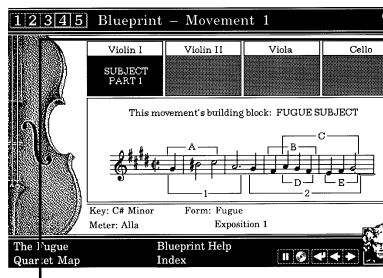 1 2 3 4 5 Blueprint – Movement 1
Violin I Violin II Viola Cello
SUBJECT
PART 1
This movement's building block: FUGUE SUBJECT
C
A B
D E
1 2
Key: C# Minor Form: Fugue
Meter: Alla Exposition 1
The Fugue Blueprint Help
Quartet Map Index